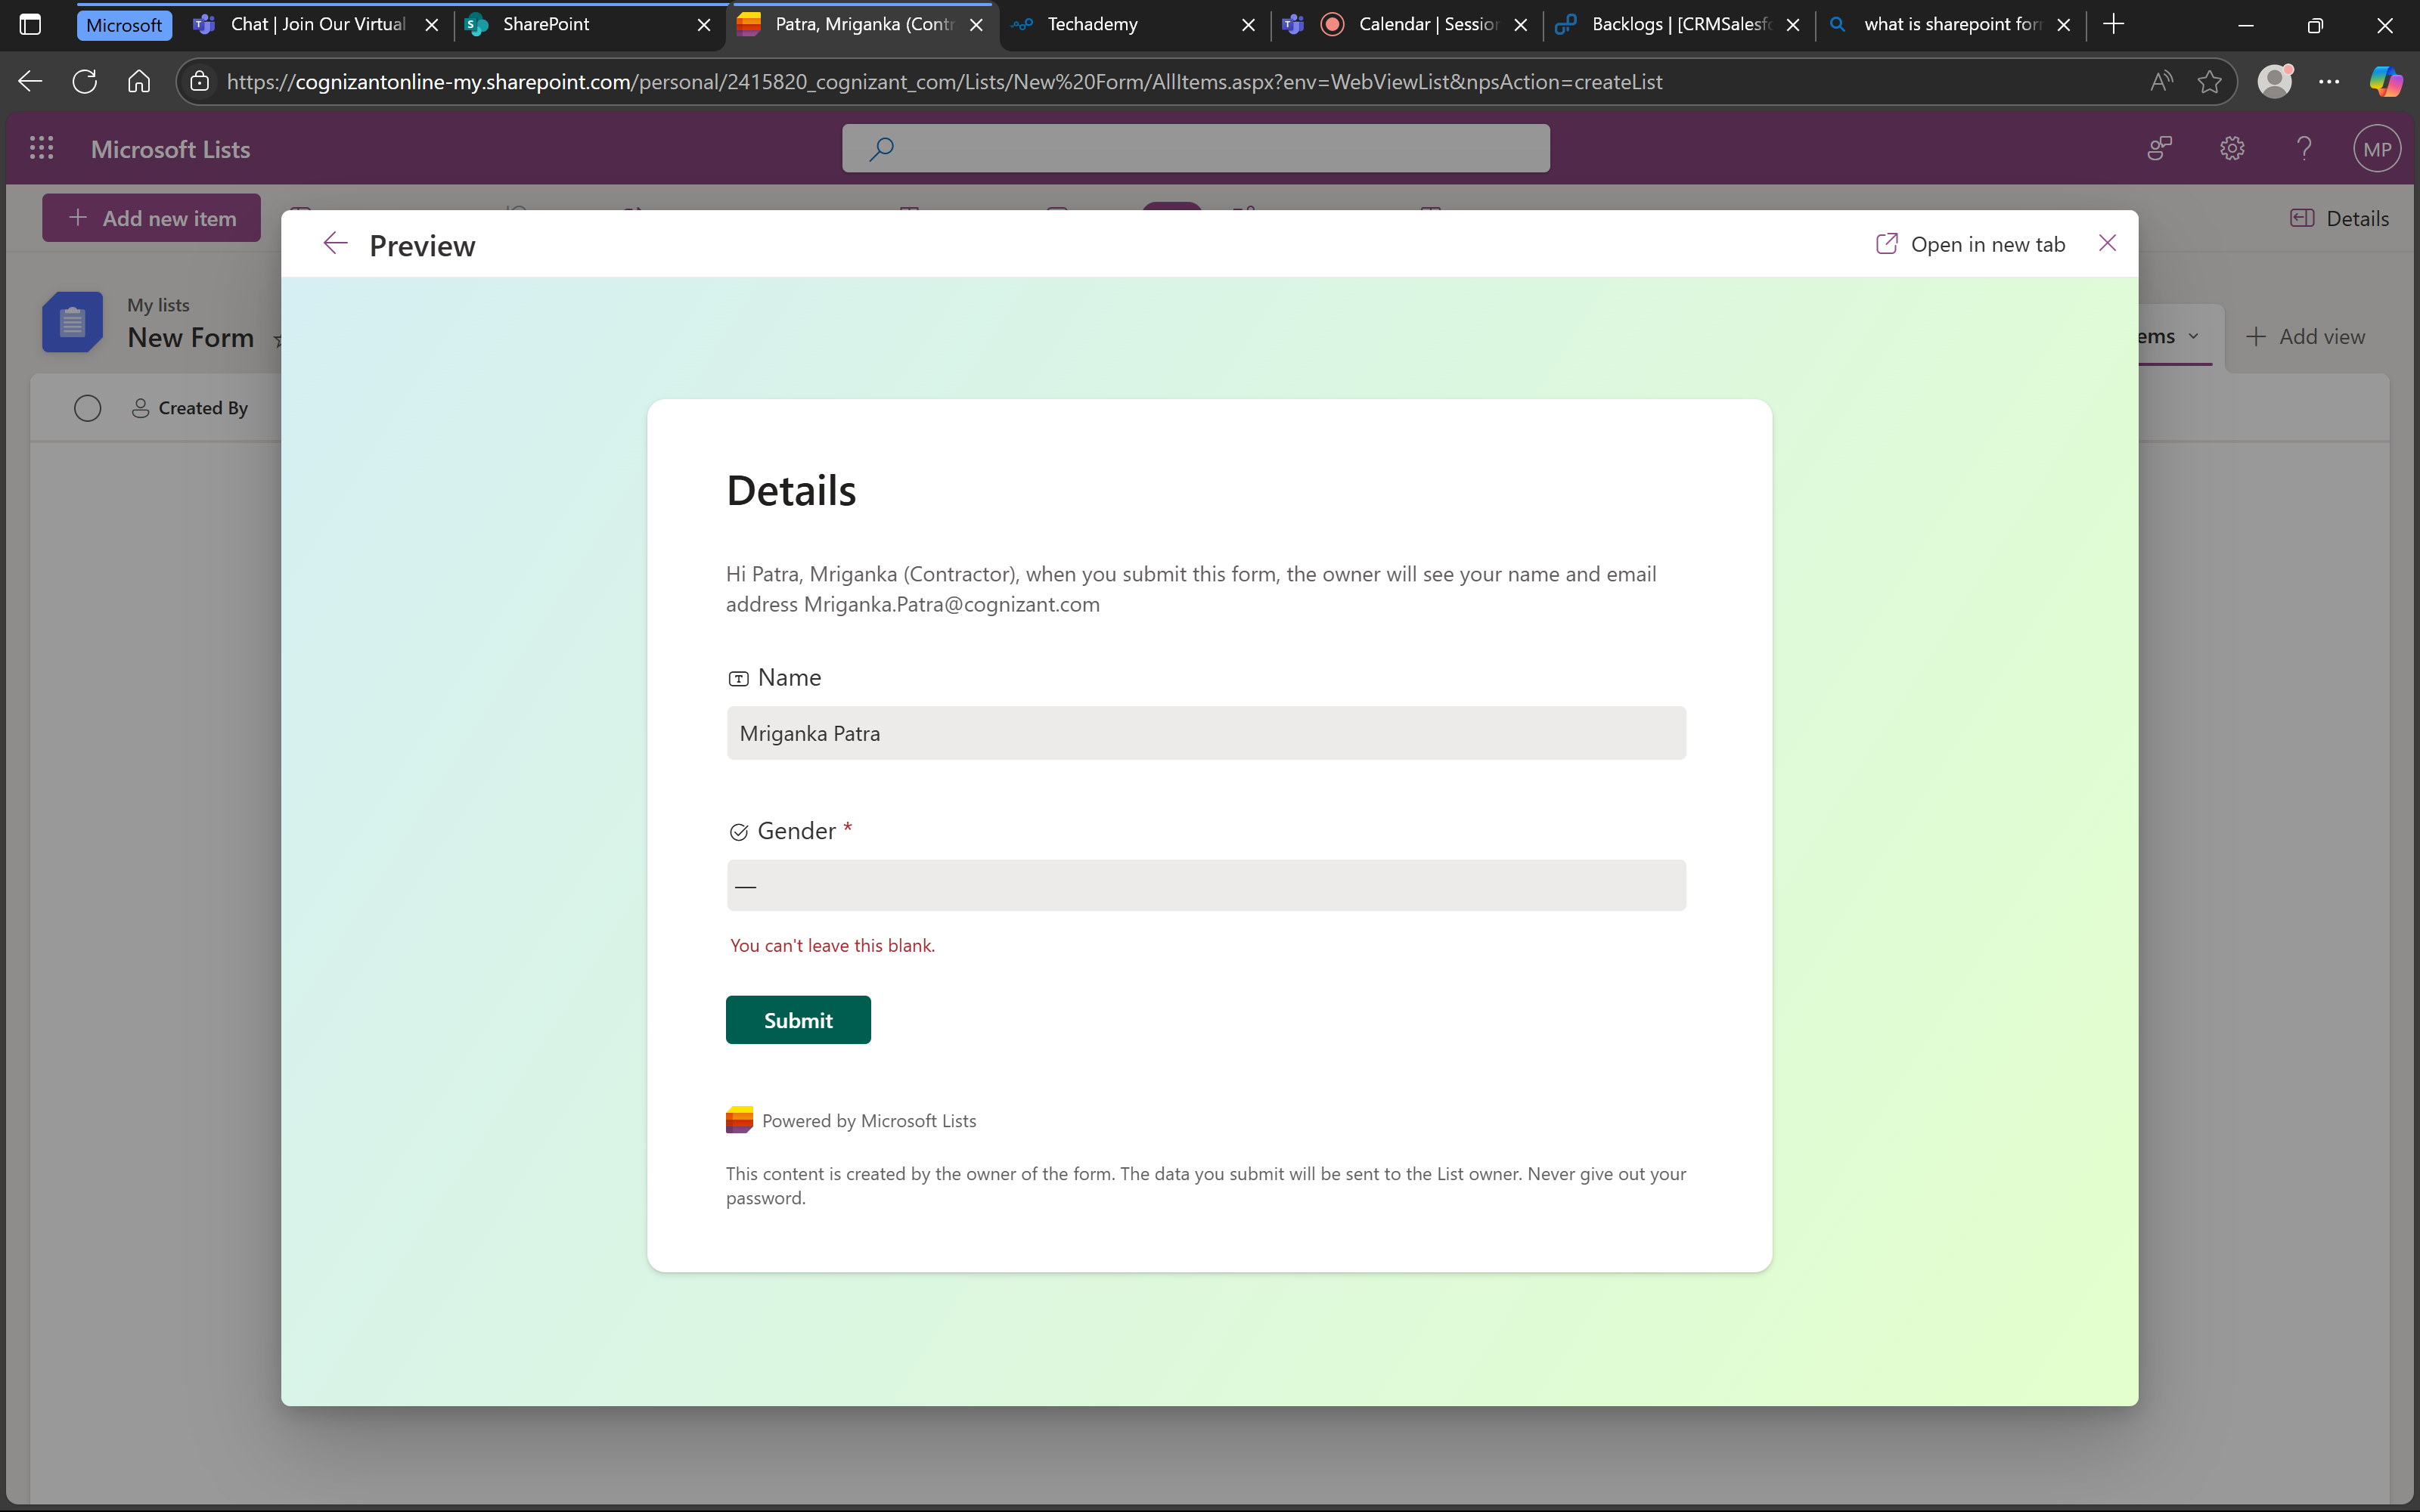 Microsoft
Chat | Join Our Virtual
SharePoint
Patra, Mriganka (Contr
Techademy
Calendar | Session
Backlogs | [CRMSalesfo
what is sharepoint for
https://cognizantonline-my.sharepoint.com/personal/2415820_cognizant_com/Lists/New%20Form/AllItems.aspx?env=WebViewList&npsAction=createList
Microsoft Lists
MP
Add new item
Details
Preview
Open in new tab
My lists
New Form
ems
Add view
Created By
Details
Hi Patra, Mriganka (Contractor), when you submit this form, the owner will see your name and email
address Mriganka.Patra@cognizant.com
Name
Mriganka Patra
Gender *
—
You can't leave this blank.
Submit
Powered by Microsoft Lists
This content is created by the owner of the form. The data you submit will be sent to the List owner. Never give out your
password.